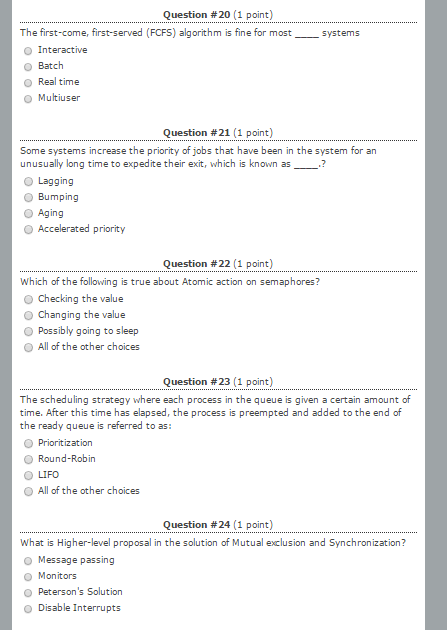 Question #20 (1 point)
The first-come, first-served (FCFS) algorithm is fine for most _____ systems
Interactive
Batch
Real time
Multiuser
Question #21 (1 point)
Some systems increase the priority of jobs that have been in the system for an
unusually long time to expedite their exit, which is known as _____.?
Lagging
Bumping
Aging
Accelerated priority
Question #22 (1 point)
Which of the following is true about Atomic action on semaphores?
Checking the value
Changing the value
Possibly going to sleep
All of the other choices
Question #23 (1 point)
The scheduling strategy where each process in the queue is given a certain amount of
time. After this time has elapsed, the process is preempted and added to the end of
the ready queue is referred to as:
Prioritization
Round-Robin
LIFO
All of the other choices
Question #24 (1 point)
What is Higher-level proposal in the solution of Mutual exclusion and Synchronization?
Message passing
Monitors
Peterson's Solution
Disable Interrupts